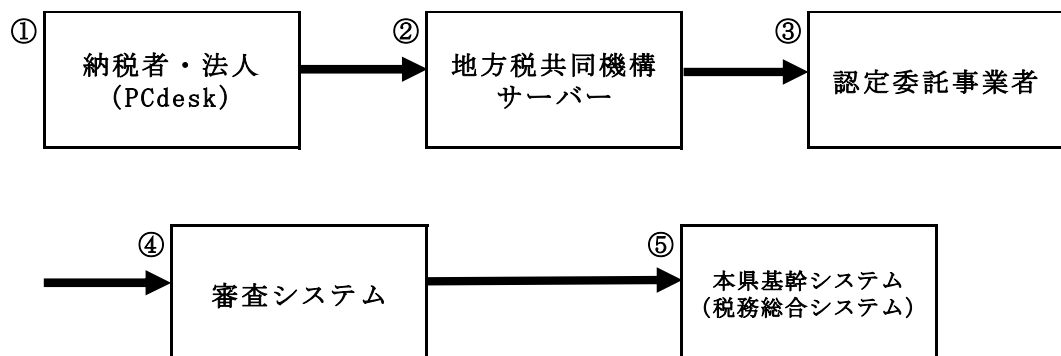 ①
納税者・法人
(PCdesk)
②
地方税共同機構
サーバー
③
認定委託事業者
④
審査システム
⑤
本県基幹システム
(税務総合システム)